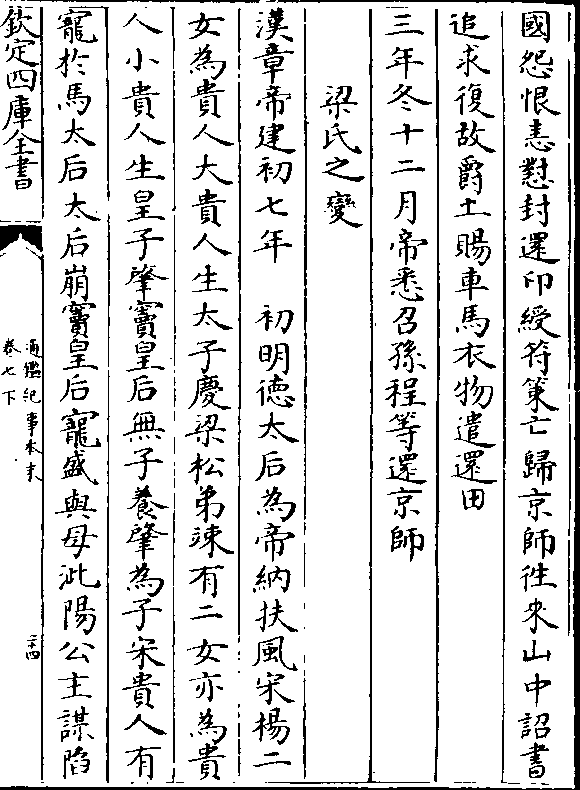 國怨恨恚懟封還印綬符策亡歸京師徃來山中詔書
追求復故爵土賜車馬衣物遣還田
三年冬十二月帝悉召孫程等還京師
梁氏之變
漢章帝建初七年　初明德太后為帝納扶風宋楊二
女為貴人大貴人生太子慶梁松弟竦有二女亦為貴
人小貴人生皇子肇竇皇后無子養肇為子宋貴人有
寵於馬太后太后崩竇皇后寵盛與母沘陽公主謀陷
欽定四庫全書
通鑑紀事本末
卷七下
二十四